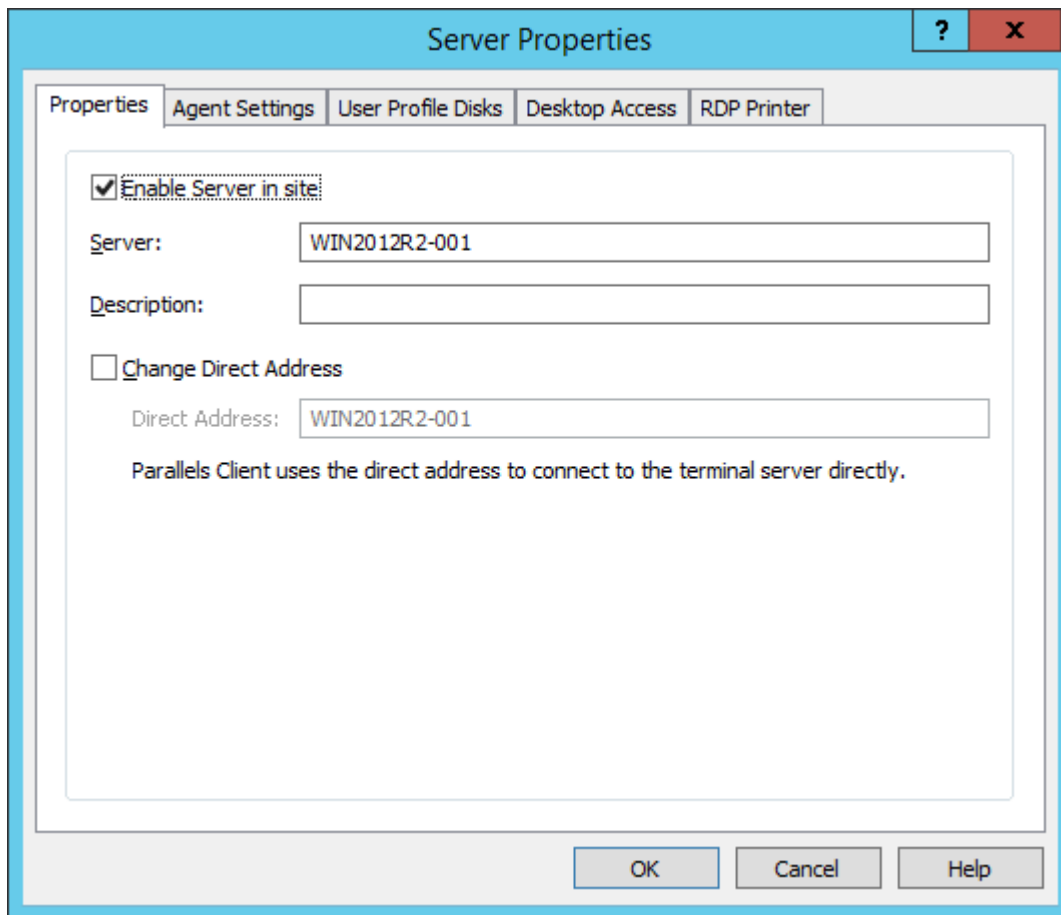 Server Properties
?
x
Properties
Agent Settings
User Profile Disks
Desktop Access
RDP Printer
Enable Server in site
Server:
WIN2012R2-001
Description:
Change Direct Address
Direct Address:
WIN2012R2-001
Parallels Client uses the direct address to connect to the terminal server directly.
OK
Cancel
Help